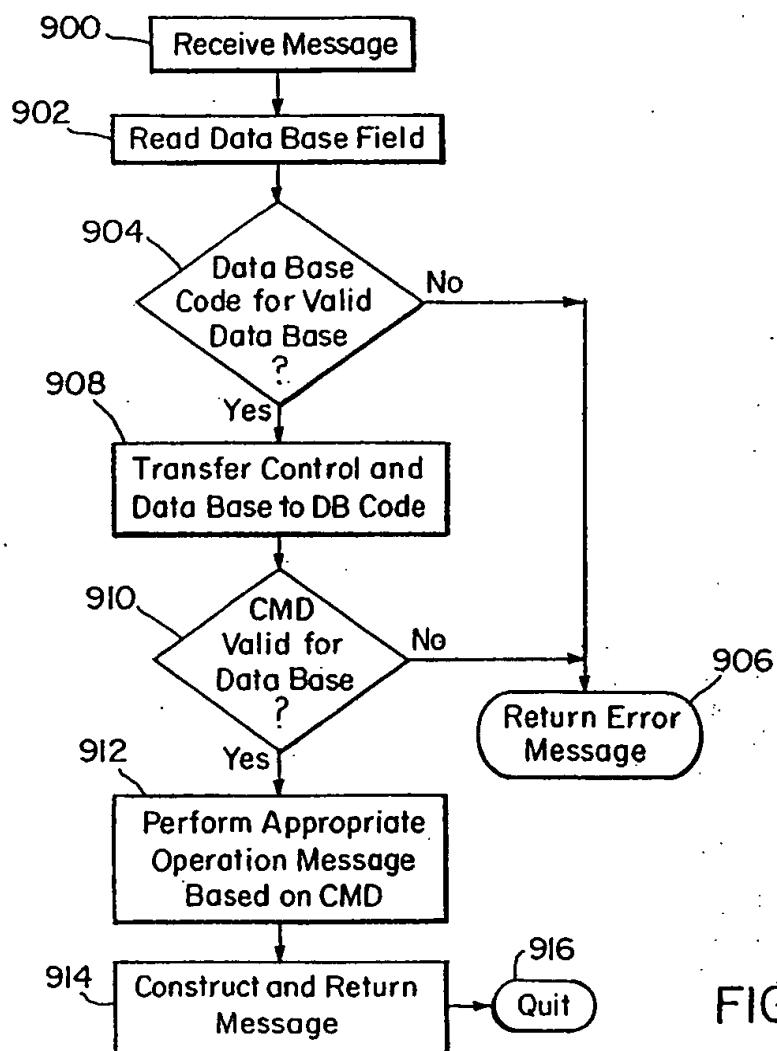 900
Receive Message
902
Read Data Base Field
904
Data Base
Code for Valid
Data Base
?
No
Yes
908
Transfer Control and
Data Base to DB Code
910
CMD
Valid for
Data Base
?
No
Yes
906
Return Error
Message
912
Perform Appropriate
Operation Message
Based on CMD
914
Construct and Return
Message
916
Quit
FIG